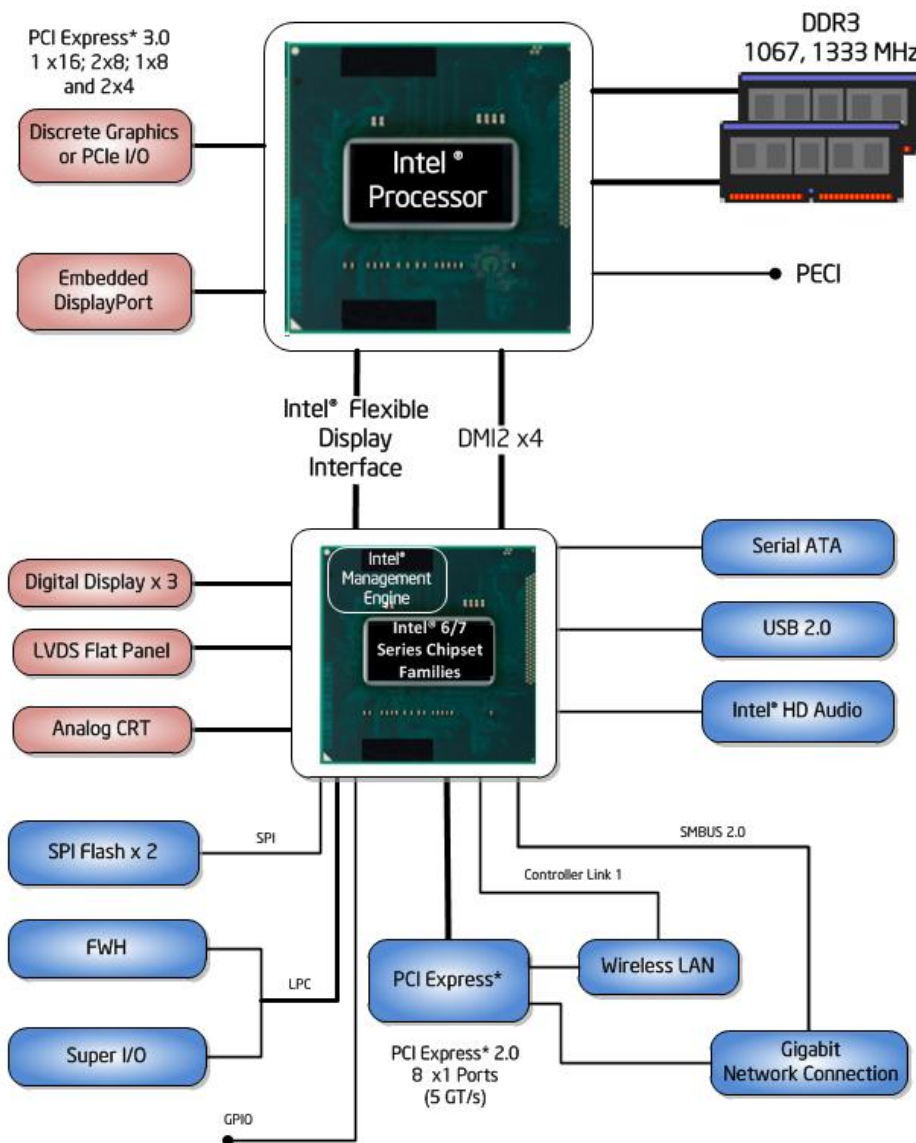 PCI Express* 3.0
1 x16; 2x8; 1x8
and 2x4
DDR3
1067, 1333 MHz
Discrete Graphics
or PCIe I/O
Intel®
Processor
Embedded
DisplayPort
PECI
Intel® Flexible
Display
Interface
DMI2 x4
Intel®
Management
Engine
Intel® 6/7
Series Chipset
Families
Digital Display x 3
LVDS Flat Panel
Analog CRT
Serial ATA
USB 2.0
Intel® HD Audio
SPI Flash x 2
SPI
SMBUS 2.0
Controller Link 1
FWH
LPC
Super I/O
PCI Express*
Wireless LAN
PCI Express* 2.0
8 x1 Ports
(5 GT/s)
Gigabit
Network Connection
GPIO